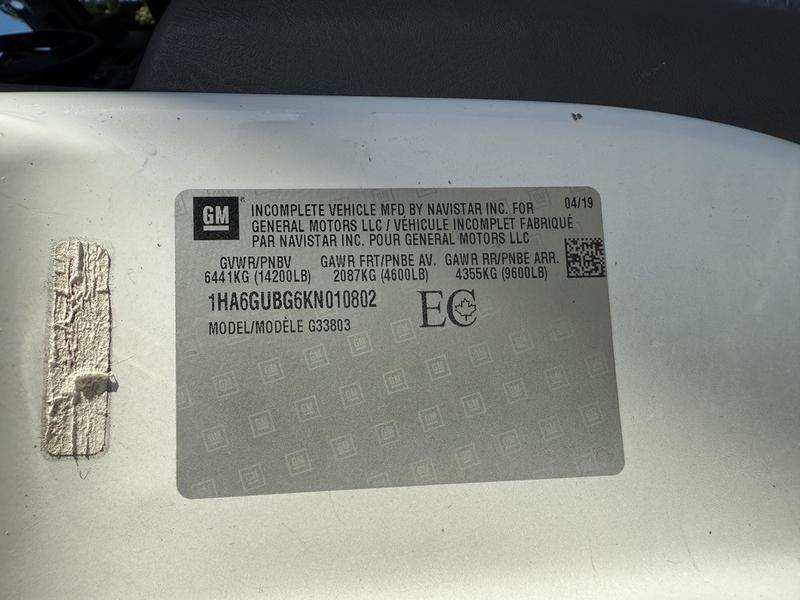 GM
INCOMPLETE VEHICLE MFD BY NAVISTAR INC. FOR
GENERAL MOTORS LLC / VÉHICULE INCOMPLET FABRIQUÉ
PAR NAVISTAR INC. POUR GENERAL MOTORS LLC
04/19
GVWR/PNBV GAWR FRT/PNBE AV. GAWR RR/PNBE ARR.
6441KG (14200LB) 2087KG (4600LB) 4355KG (9600LB)
1HA6GUBG6KN010802
EC
MODEL/MODÈLE G33803